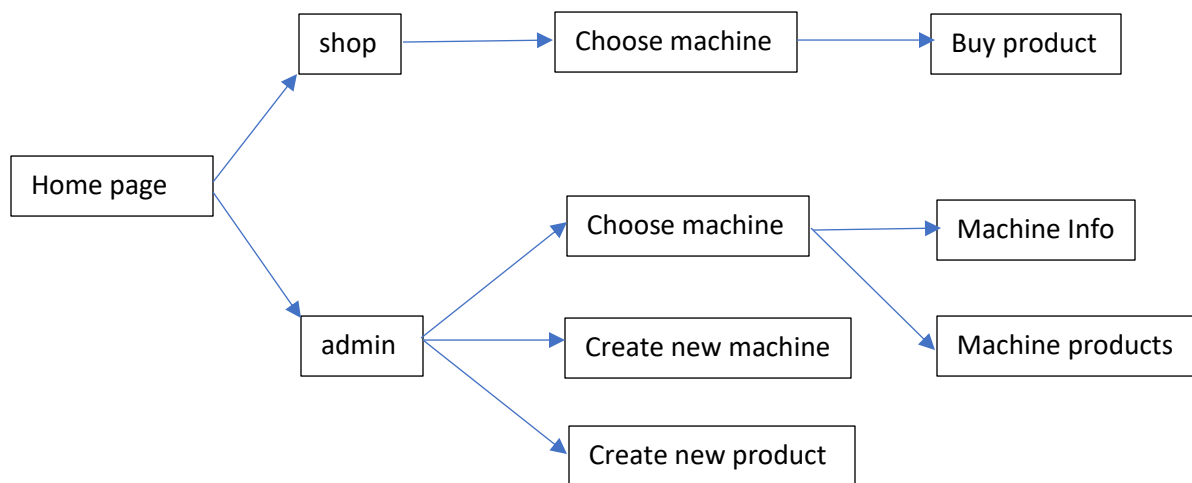 shop
Choose machine
Buy product
Home page
Choose machine
Machine Info
admin
Create new machine
Machine products
Create new product